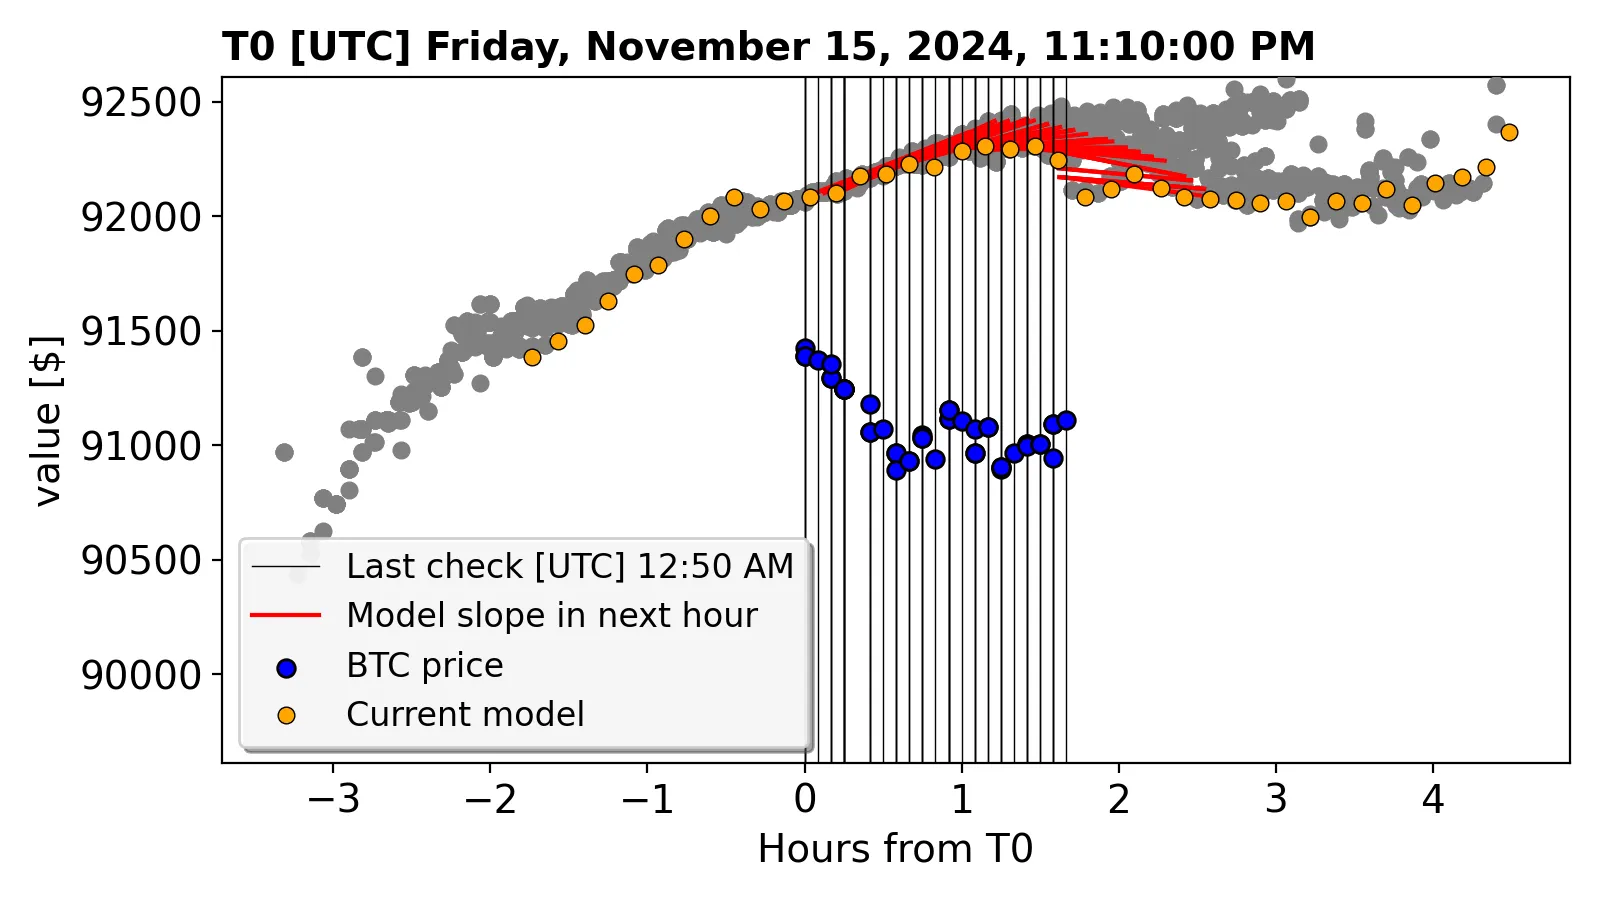 T0 [UTC] Friday, November 15, 2024, 11:10:00 PM
92500
92000
91500
91000
90500
90000
value [$]
Last check [UTC] 12:50 AM
Model slope in next hour
BTC price
Current model
−3 −2 −1 0 1 2 3 4
Hours from T0